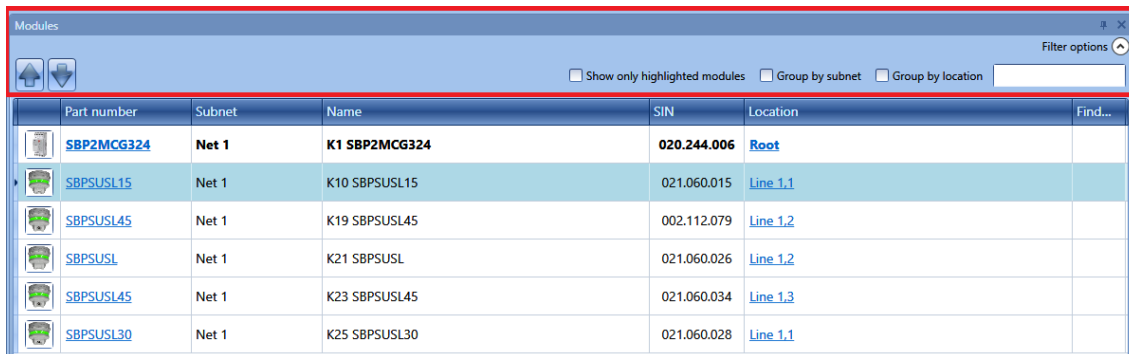 Modules
Filter options
Show only highlighted modules Group by subnet Group by location
Part number Subnet Name SIN Location Find...
SBP2MCG324 Net 1 K1 SBP2MCG324 020.244.006 Root
SBPSUSL15 Net 1 K10 SBPSUSL15 021.060.015 Line 1,1
SBPSUSL45 Net 1 K19 SBPSUSL45 002.112.079 Line 1,2
SBPSUSL Net 1 K21 SBPSUSL 021.060.026 Line 1,2
SBPSUSL45 Net 1 K23 SBPSUSL45 021.060.034 Line 1,3
SBPSUSL30 Net 1 K25 SBPSUSL30 021.060.028 Line 1,1